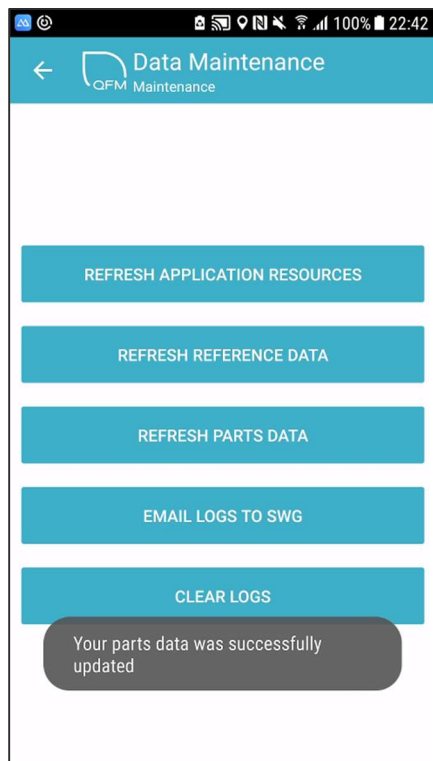 100% 22:42
Data Maintenance
QFM Maintenance
REFRESH APPLICATION RESOURCES
REFRESH REFERENCE DATA
REFRESH PARTS DATA
EMAIL LOGS TO SWG
CLEAR LOGS
Your parts data was successfully
updated